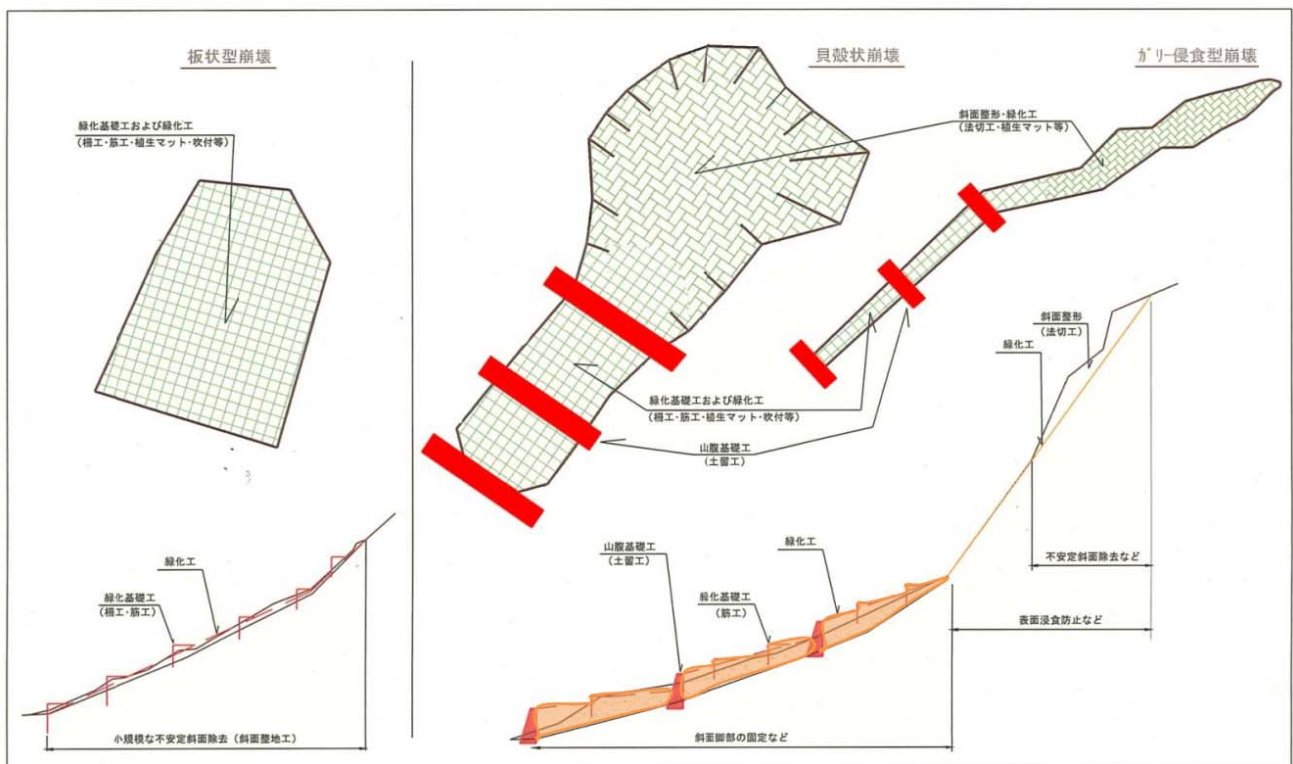 板状型崩壊
貝殻状崩壊
ガリー侵食型崩壊
緑化基礎工および緑化工
(柵工・筋工・植生マット・吹付等)
斜面整形・緑化工
(法切工・植生マット等)
緑化基礎工および緑化工
(柵工・筋工・植生マット・吹付等)
山腹基礎工
(土留工)
斜面整形
(法切工)
緑化工
不安定斜面除去など
表面浸食防止など
緑化工
緑化基礎工
(柵工・筋工)
小規模な不安定斜面除去(斜面整地工)
山腹基礎工
(土留工)
緑化工
緑化基礎工
(筋工)
斜面脚部の固定など